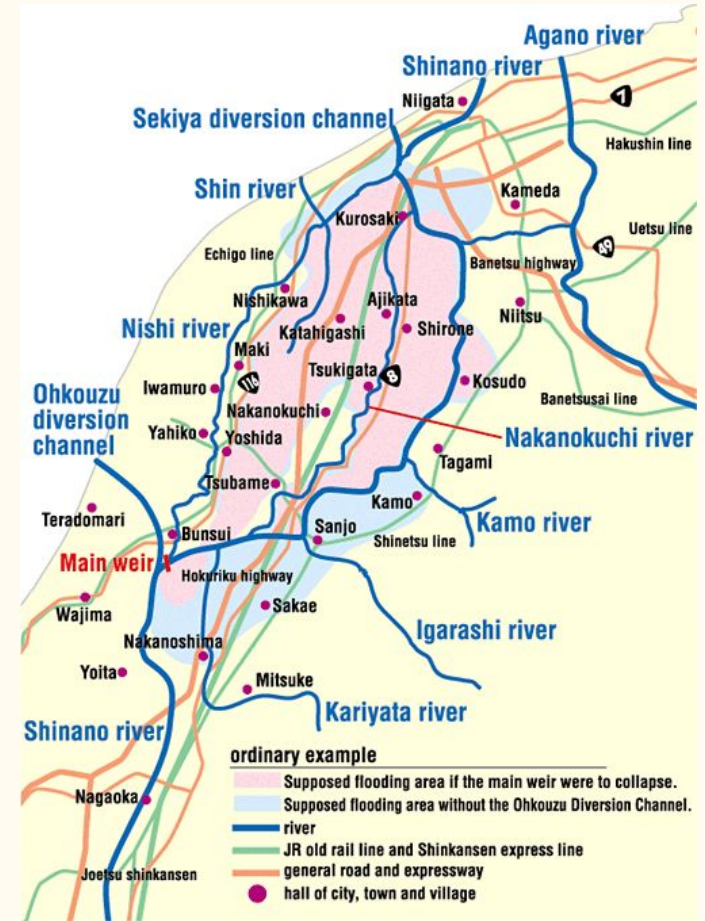 Agano river
Shinano river
Niigata
7
Sekiya diversion channel
Hakushin line
Shin river
Kameda
Kurosaki
Uetsu line
49
Echigo line
Banetsu highway
Nishikawa
Ajikata
Niitsu
Nishi river
Katahigashi
Shirone
Maki
Tsukigata
8
Kosudo
Ohkouzu
diversion
channel
Iwamuro
116
Banetsusai line
Nakanokuchi
Yahiko
Yoshida
Nakanokuchi river
Tagami
Tsubame
Kamo
Teradomari
Kamo river
Bunsui
Sanjo
Shinetsu line
Main weir
Hokuriku highway
Wajima
Sakae
Igarashi river
Nakanoshima
Yoita
Mitsuke
Kariyata river
Shinano river
ordinary example
Supposed flooding area if the main weir were to collapse.
Nagaoka
Supposed flooding area without the Ohkouzu Diversion Channel.
river
JR old rail line and Shinkansen express line
general road and expressway
Joetsu shinkansen
hall of city, town and village